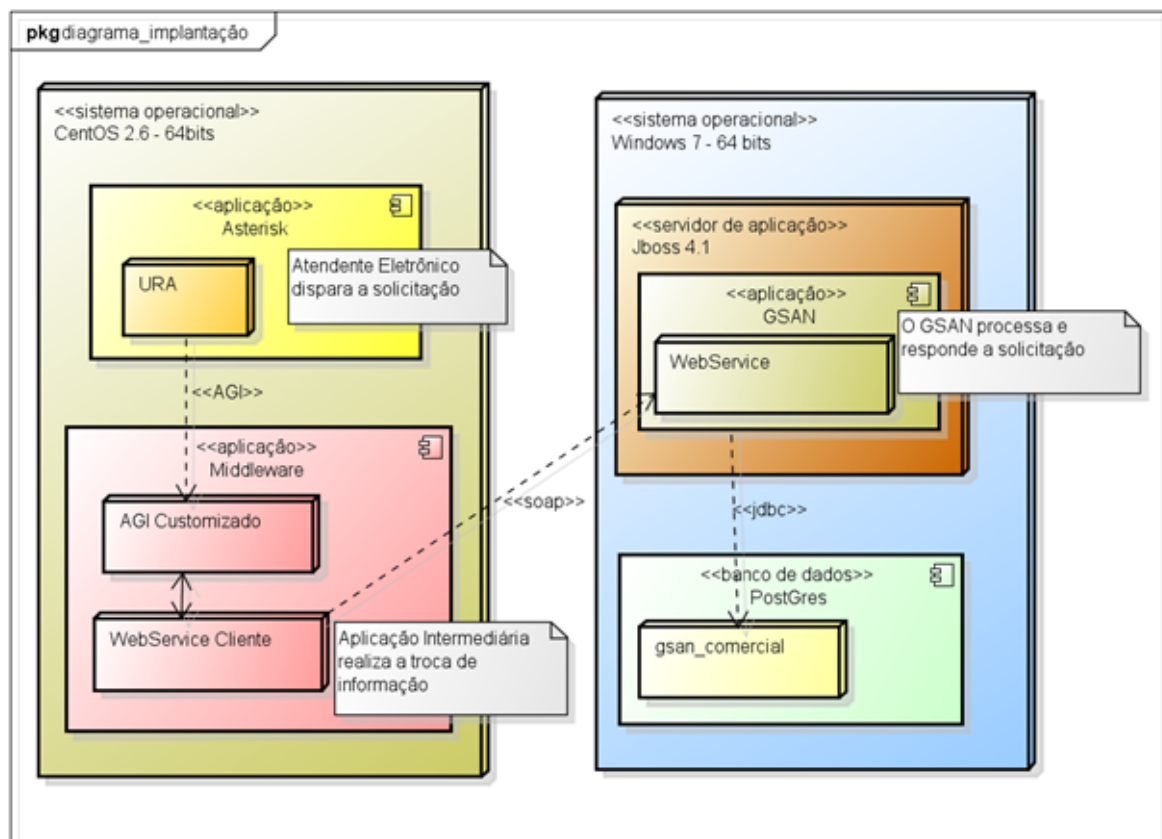 pkg diagrama_implantação
<<sistema operacional>>
CentOS 2.6 - 64bits
<<aplicação>>
Asterisk
URA
Atendente Eletrônico
dispara a solicitação
<<AGI>>
<<aplicação>>
Middleware
AGI Customizado
WebService Cliente
Aplicação Intermediária
realiza a troca de
informação
<<soap>>
<<sistema operacional>>
Windows 7 - 64 bits
<<servidor de aplicação>>
Jboss 4.1
<<aplicação>>
GSAN
WebService
O GSAN processa e
responde a solicitação
<<jdbc>>
<<banco de dados>>
PostGres
gsan_comercial